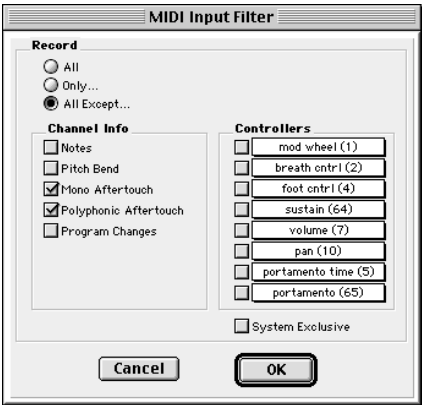 MIDI Input Filter
Record
All
Only...
All Except...
Channel Info
Notes
Pitch Bend
Mono Aftertouch
Polyphonic Aftertouch
Program Changes
Controllers
mod wheel (1)
breath cntrl (2)
foot cntrl (4)
sustain (64)
volume (7)
pan (10)
portamento time (5)
portamento (65)
System Exclusive
Cancel
OK